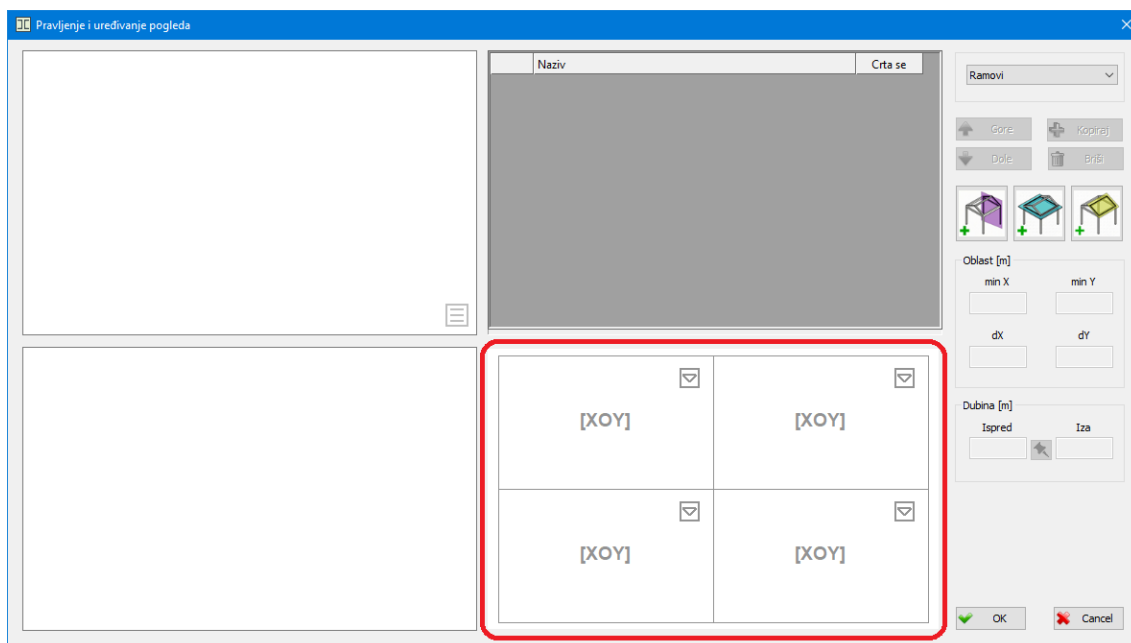 Pravljenje i uređivanje pogleda
Naziv Crta se
Ramovi
Gore Kopiraj
Dole Briši
Oblast [m]
min X min Y
dX dY
[XOY] [XOY]
Dubina [m]
Ispred Iza
[XOY] [XOY]
OK Cancel